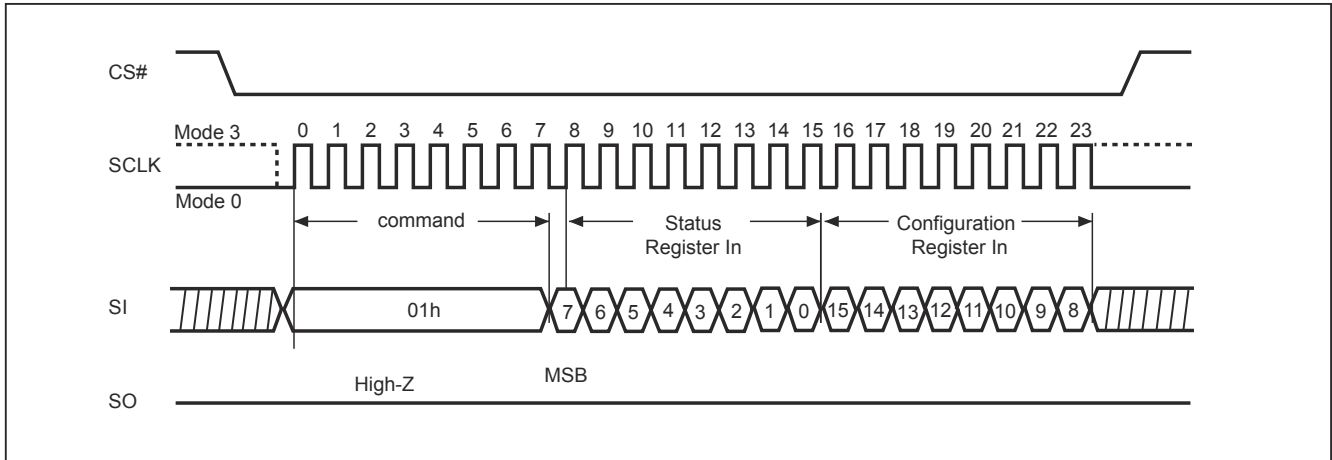 CS#
Mode 3
0 1 2 3 4 5 6 7 8 9 10 11 12 13 14 15 16 17 18 19 20 21 22 23
SCLK
Mode 0
command
Status
Register In
Configuration
Register In
SI
01h
7 6 5 4 3 2 1 0 15 14 13 12 11 10 9 8
High-Z
MSB
SO